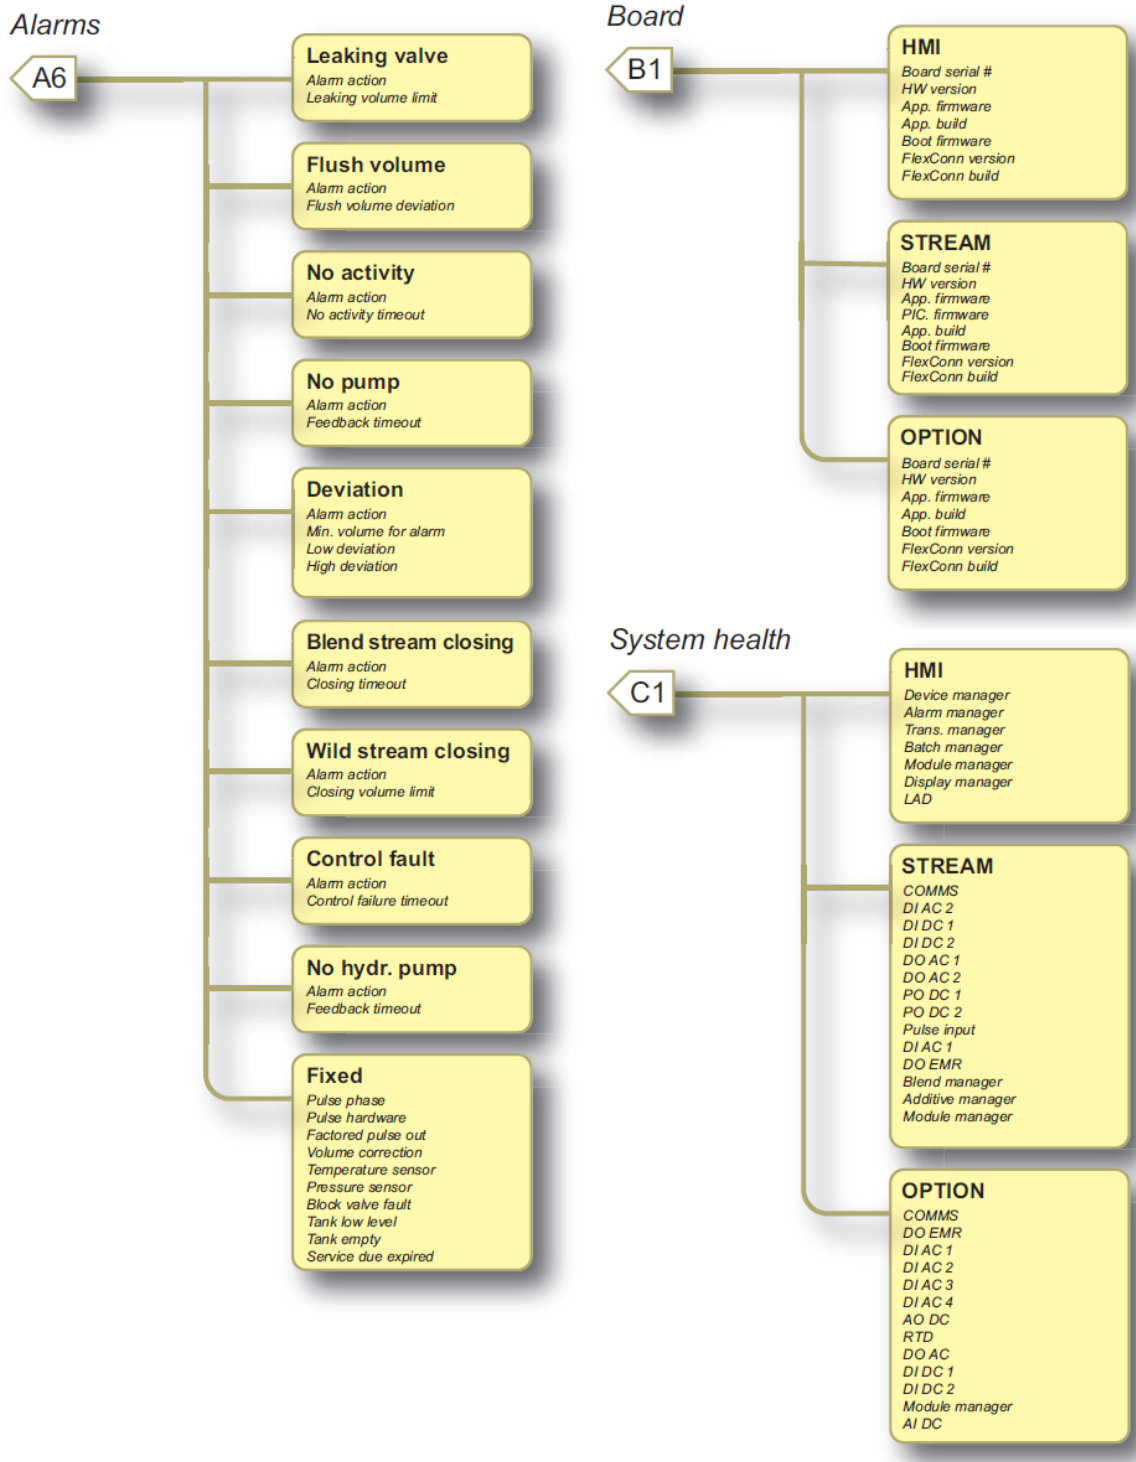 Alarms
A6
Leaking valve
Alarm action
Leaking volume limit
Flush volume
Alarm action
Flush volume deviation
No activity
Alarm action
No activity timeout
No pump
Alarm action
Feedback timeout
Deviation
Alarm action
Min. volume for alarm
Low deviation
High deviation
Blend stream closing
Alarm action
Closing timeout
Wild stream closing
Alarm action
Closing volume limit
Control fault
Alarm action
Control failure timeout
No hydr. pump
Alarm action
Feedback timeout
Fixed
Pulse phase
Pulse hardware
Factored pulse out
Volume correction
Temperature sensor
Pressure sensor
Block valve fault
Tank low level
Tank empty
Service due expired
Board
B1
HMI
Board serial #
HW version
App. firmware
App. build
Boot firmware
FlexConn version
FlexConn build
STREAM
Board serial #
HW version
App. firmware
PIC. firmware
App. build
Boot firmware
FlexConn version
FlexConn build
OPTION
Board serial #
HW version
App. firmware
App. build
Boot firmware
FlexConn version
FlexConn build
System health
C1
HMI
Device manager
Alarm manager
Trans. manager
Batch manager
Module manager
Display manager
LAD
STREAM
COMMS
DI AC 2
DI DC 1
DI DC 2
DO AC 1
DO AC 2
PO DC 1
PO DC 2
Pulse input
DI AC 1
DO EMR
Blend manager
Additive manager
Module manager
OPTION
COMMS
DO EMR
DI AC 1
DI AC 2
DI AC 3
DI AC 4
AO DC
RTD
DO AC
DI DC 1
DI DC 2
Module manager
AI DC